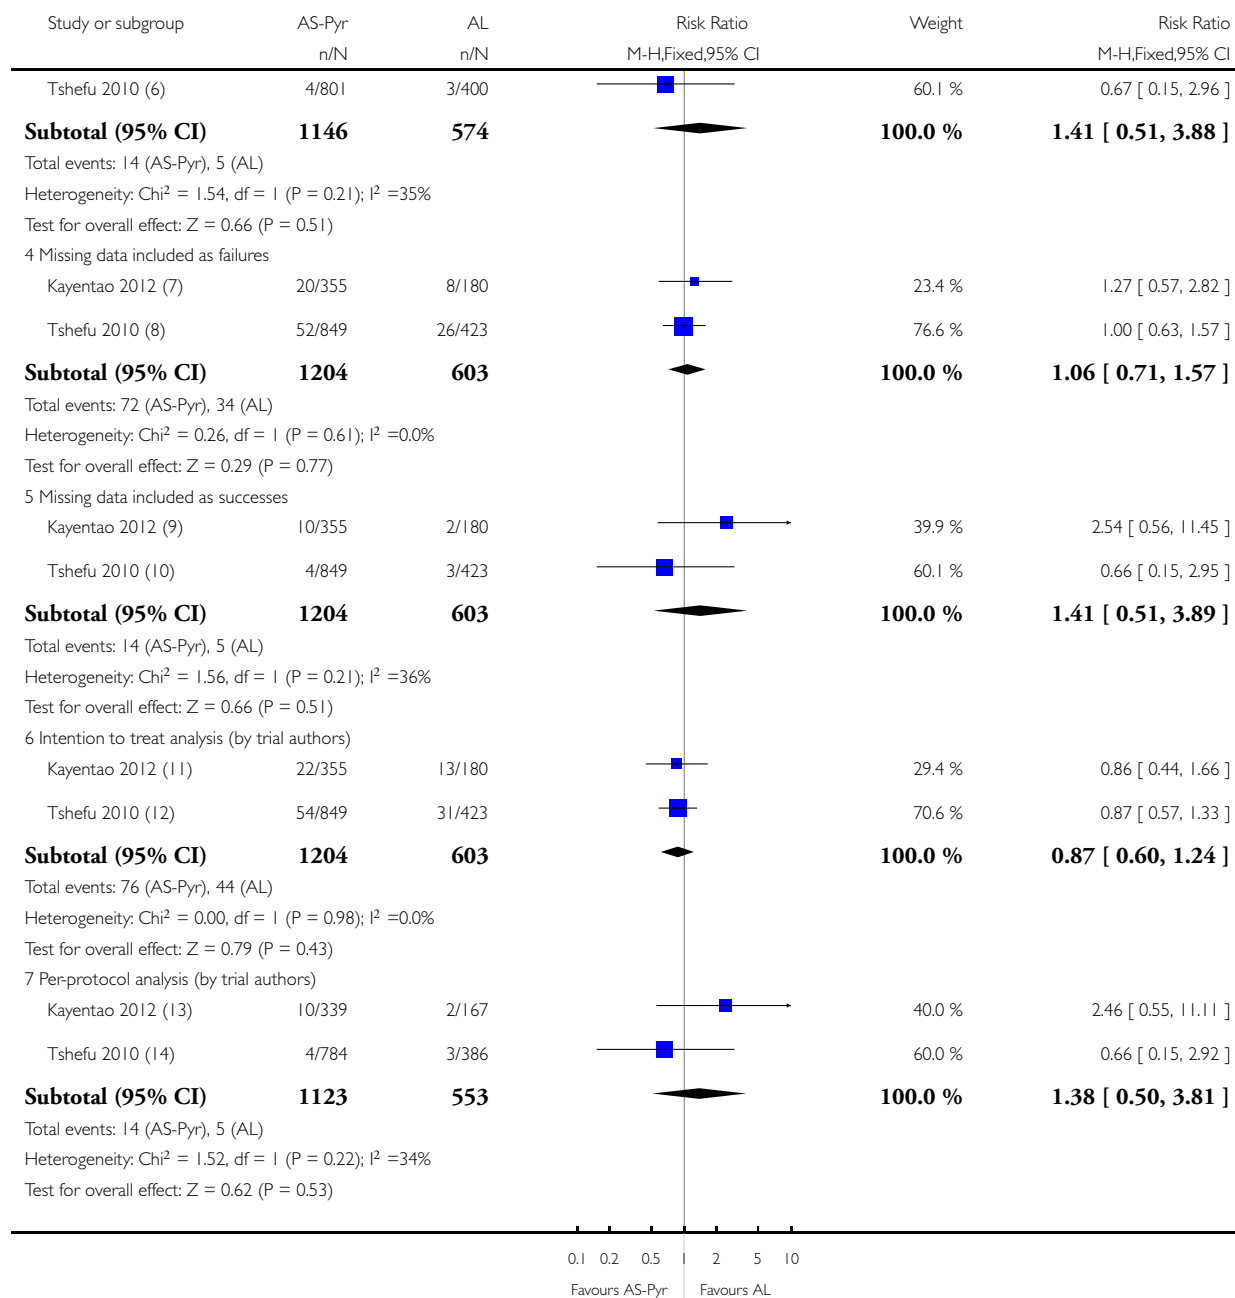 Study or subgroup AS-Pyr AL Risk Ratio Weight Risk Ratio
n/N n/N M-H,Fixed,95% CI M-H,Fixed,95% CI
Tshefu 2010 (6) 4/801 3/400 60.1 % 0.67 [ 0.15, 2.96 ]
Subtotal (95% CI) 1146 574 100.0 % 1.41 [ 0.51, 3.88 ]
Total events: 14 (AS-Pyr), 5 (AL)
Heterogeneity: Chi² = 1.54, df = 1 (P = 0.21); I² =35%
Test for overall effect: Z = 0.66 (P = 0.51)
4 Missing data included as failures
Kayentao 2012 (7) 20/355 8/180 23.4 % 1.27 [ 0.57, 2.82 ]
Tshefu 2010 (8) 52/849 26/423 76.6 % 1.00 [ 0.63, 1.57 ]
Subtotal (95% CI) 1204 603 100.0 % 1.06 [ 0.71, 1.57 ]
Total events: 72 (AS-Pyr), 34 (AL)
Heterogeneity: Chi² = 0.26, df = 1 (P = 0.61); I² =0.0%
Test for overall effect: Z = 0.29 (P = 0.77)
5 Missing data included as successes
Kayentao 2012 (9) 10/355 2/180 39.9 % 2.54 [ 0.56, 11.45 ]
Tshefu 2010 (10) 4/849 3/423 60.1 % 0.66 [ 0.15, 2.95 ]
Subtotal (95% CI) 1204 603 100.0 % 1.41 [ 0.51, 3.89 ]
Total events: 14 (AS-Pyr), 5 (AL)
Heterogeneity: Chi² = 1.56, df = 1 (P = 0.21); I² =36%
Test for overall effect: Z = 0.66 (P = 0.51)
6 Intention to treat analysis (by trial authors)
Kayentao 2012 (11) 22/355 13/180 29.4 % 0.86 [ 0.44, 1.66 ]
Tshefu 2010 (12) 54/849 31/423 70.6 % 0.87 [ 0.57, 1.33 ]
Subtotal (95% CI) 1204 603 100.0 % 0.87 [ 0.60, 1.24 ]
Total events: 76 (AS-Pyr), 44 (AL)
Heterogeneity: Chi² = 0.00, df = 1 (P = 0.98); I² =0.0%
Test for overall effect: Z = 0.79 (P = 0.43)
7 Per-protocol analysis (by trial authors)
Kayentao 2012 (13) 10/339 2/167 40.0 % 2.46 [ 0.55, 11.11 ]
Tshefu 2010 (14) 4/784 3/386 60.0 % 0.66 [ 0.15, 2.92 ]
Subtotal (95% CI) 1123 553 100.0 % 1.38 [ 0.50, 3.81 ]
Total events: 14 (AS-Pyr), 5 (AL)
Heterogeneity: Chi² = 1.52, df = 1 (P = 0.22); I² =34%
Test for overall effect: Z = 0.62 (P = 0.53)
0.1 0.2 0.5 1 2 5 10
Favours AS-Pyr Favours AL